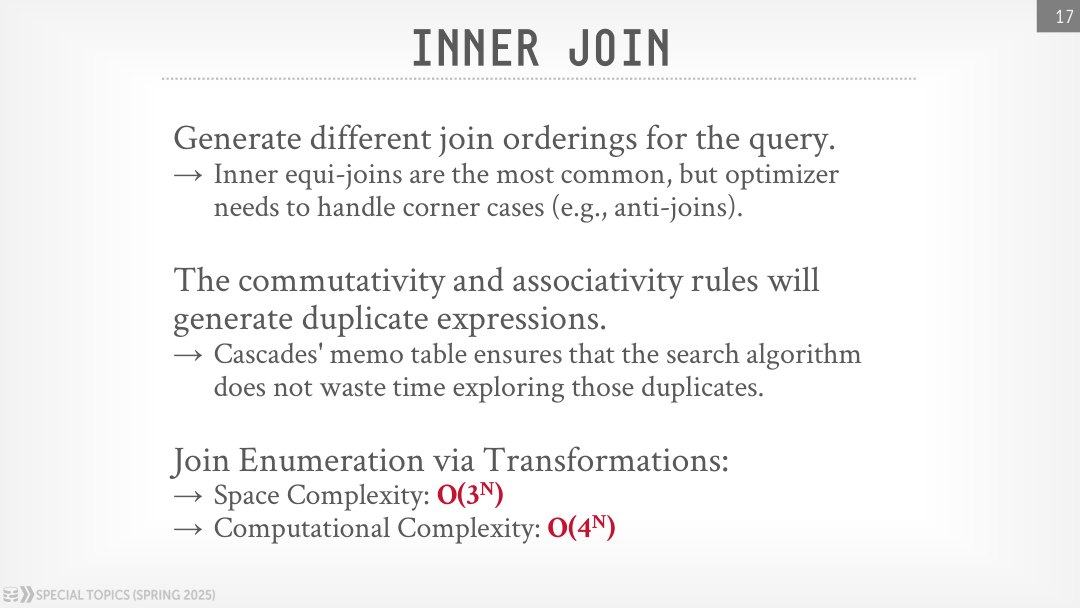 17
INNER JOIN
Generate different join orderings for the query.
→ Inner equi-joins are the most common, but optimizer
needs to handle corner cases (e.g., anti-joins).
The commutativity and associativity rules will
generate duplicate expressions.
→ Cascades' memo table ensures that the search algorithm
does not waste time exploring those duplicates.
Join Enumeration via Transformations:
→ Space Complexity: O(3ᴺ)
→ Computational Complexity: O(4ᴺ)
SPECIAL TOPICS (SPRING 2025)